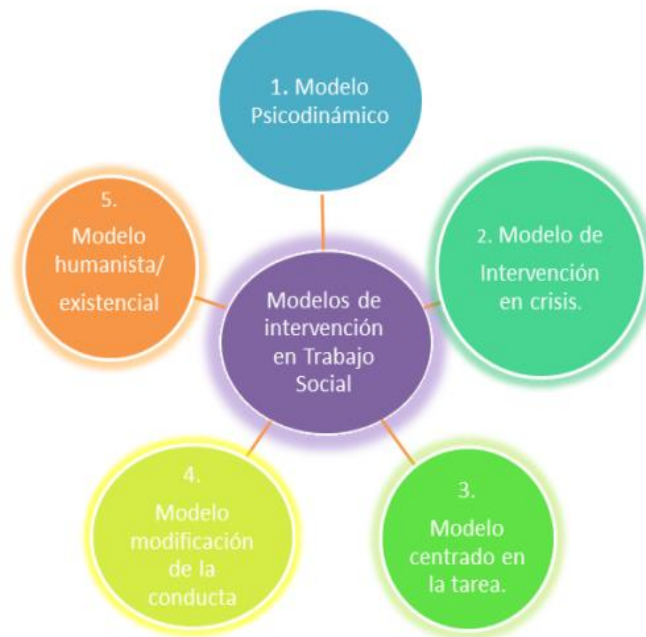 1. Modelo
Psicodinámico
5.
Modelo
humanista/
existencial
2. Modelo de
Intervención
en crisis.
Modelos de
intervención
en Trabajo
Social
4.
Modelo
modificación
de la
conducta
3.
Modelo
centrado en
la tarea.